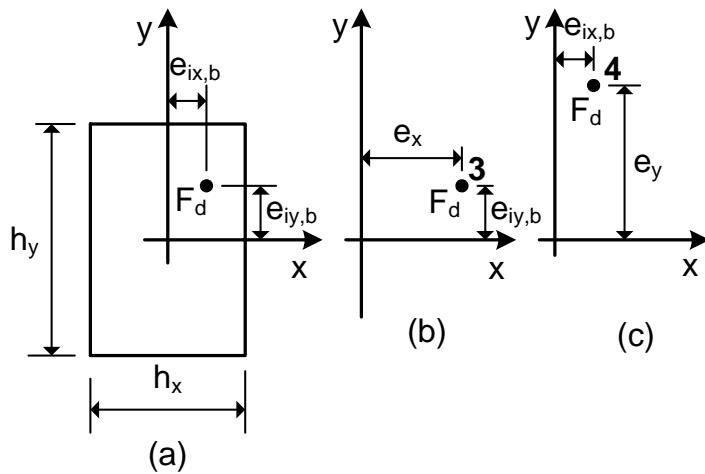 y
e_ix,b
F_d
e_iy,b
x
h_y
h_x
(a)
y
e_x
3
F_d
e_iy,b
x
(b)
y
e_ix,b
4
F_d
e_y
x
(c)